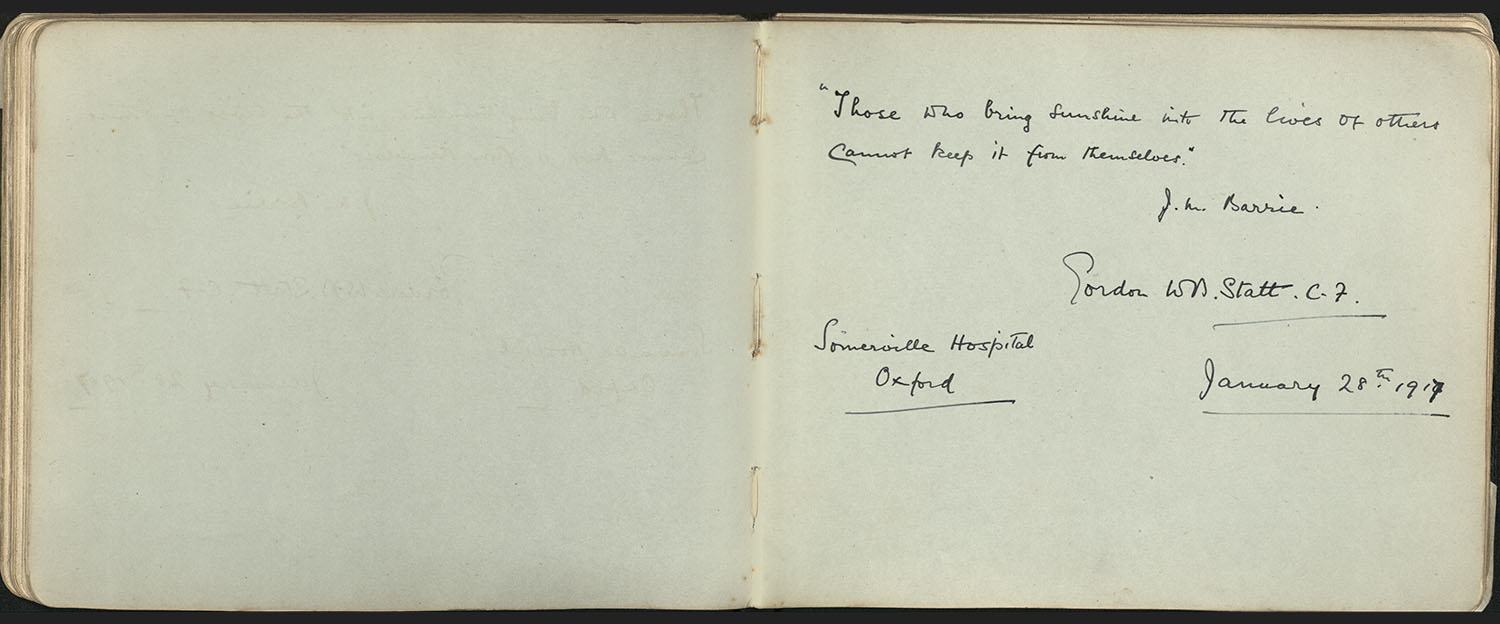 "Those who bring sunshine into the lives of others
cannot keep it from themselves."
J. M. Barrie.
Gordon W.B. Statt. C.F.
Somerville Hospital
Oxford
January 28th. 1917